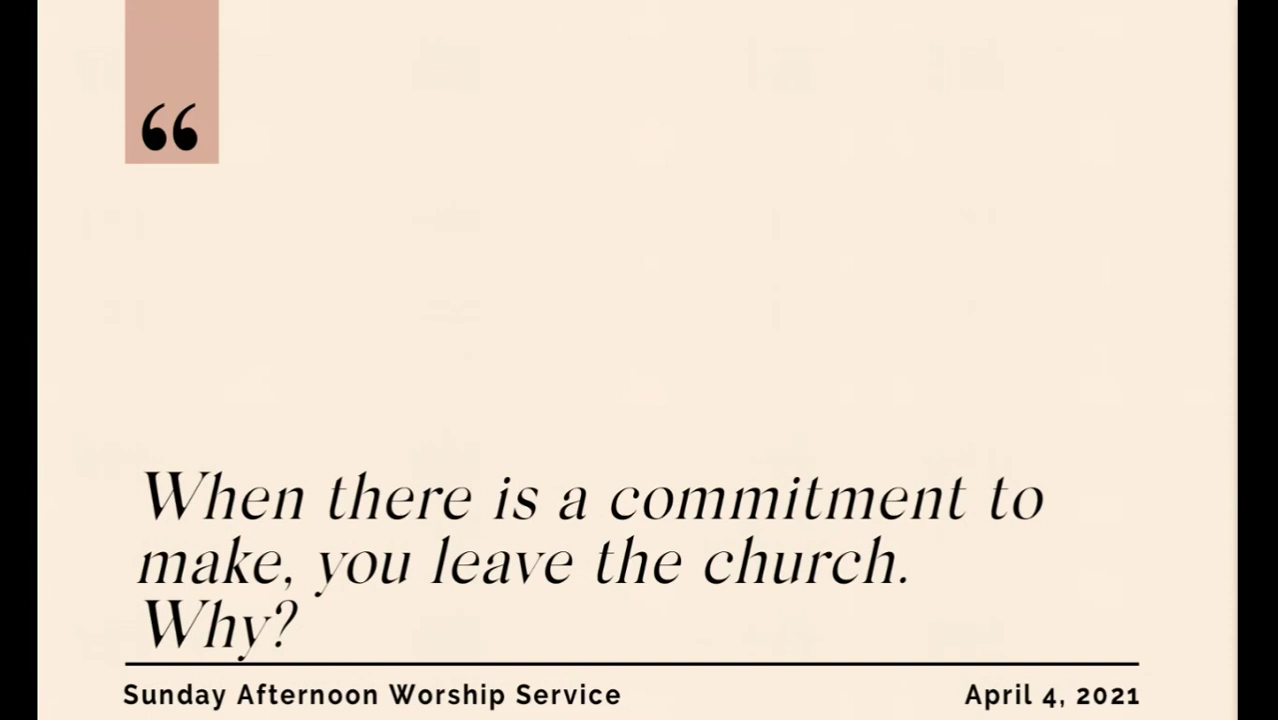 “
When there is a commitment to
make, you leave the church.
Why?
Sunday Afternoon Worship Service
April 4, 2021